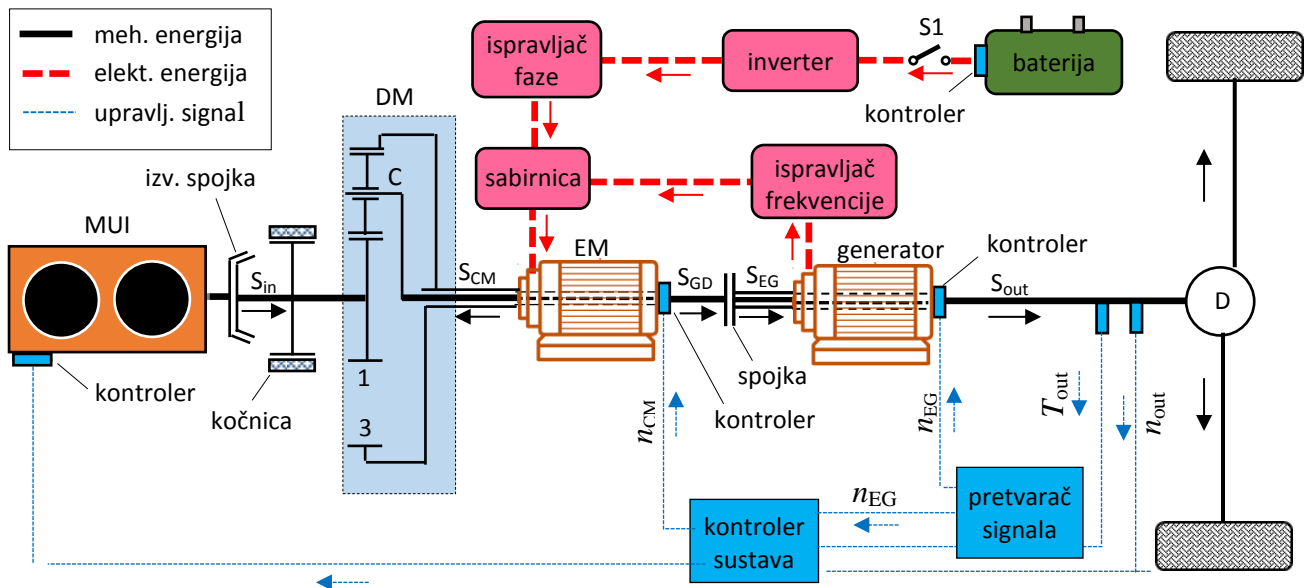 meh. energija
elekt. energija
upravlj. signal
ispravljač
faze
inverter
S1
baterija
kontroler
DM
izv. spojka
C
sabirnica
ispravljač
frekvencije
MUI
EM
generator
kontroler
S_in
S_CM
S_GD
S_EG
S_out
D
kontroler
kočnica
1
3
spojka
kontroler
n_CM
n_EG
T_out
n_out
n_EG
kontroler
sustava
pretvarač
signala